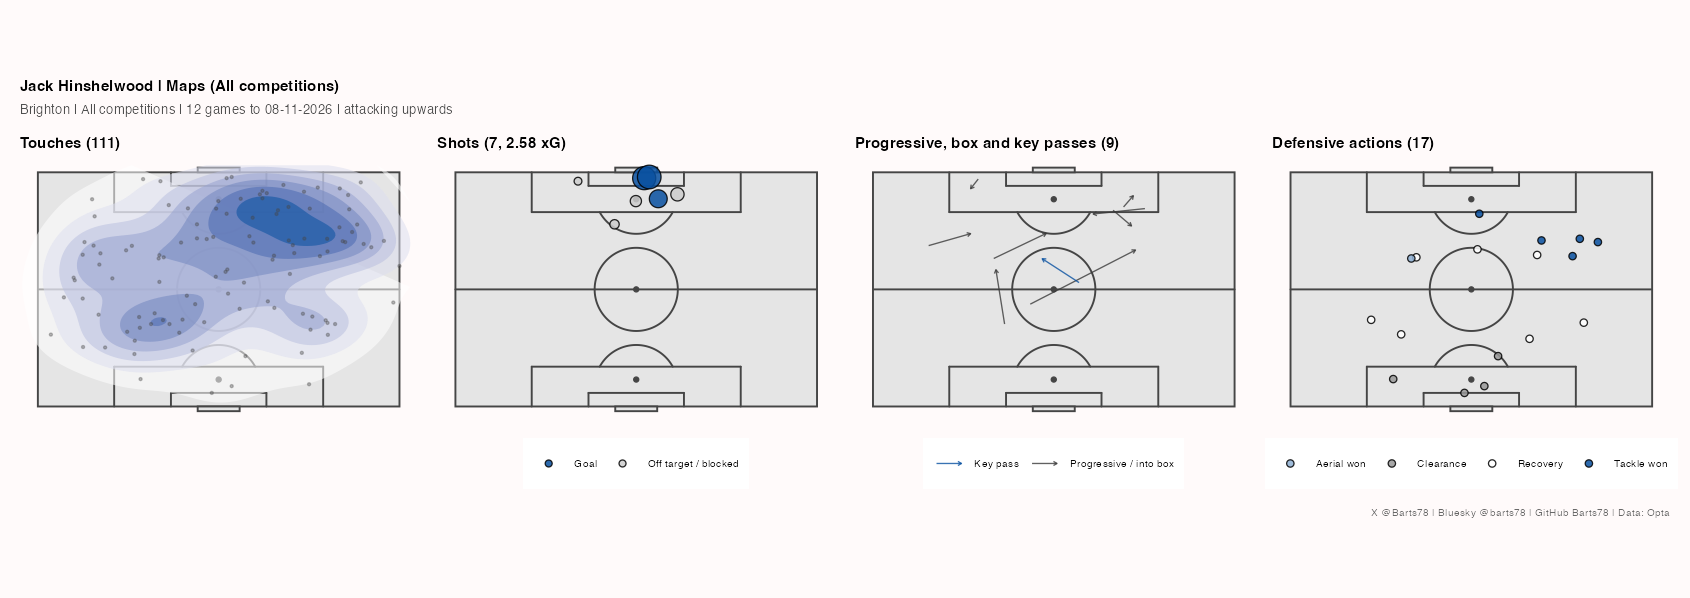 Jack Hinshelwood | Maps (All competitions)
Brighton | All competitions | 12 games to 08-11-2026 | attacking upwards
Touches (111)
Shots (7, 2.58 xG)
Progressive, box and key passes (9)
Defensive actions (17)
Goal
Off target / blocked
Key pass
Progressive / into box
Aerial won
Clearance
Recovery
Tackle won
X @Barts78 | Bluesky @barts78 | GitHub Barts78 | Data: Opta